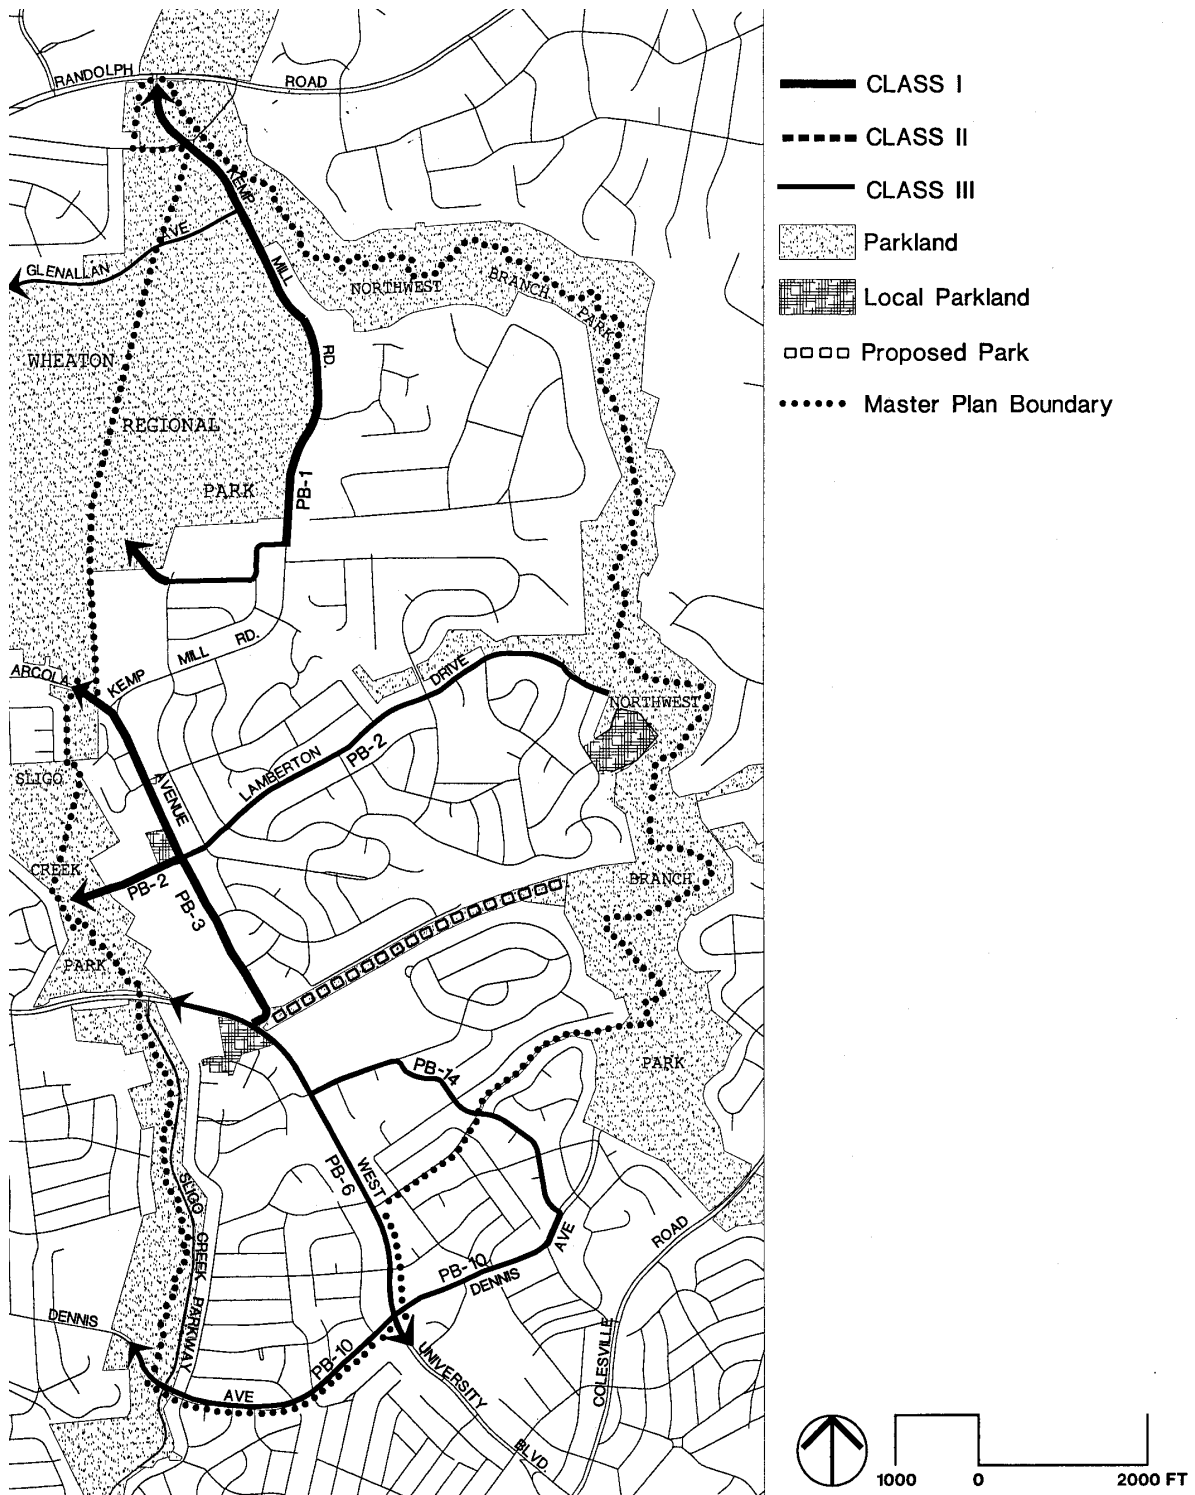 RANDOLPH ROAD
CLASS I
CLASS II
KEMP
CLASS III
AVE
Parkland
GLENALLAN
MILL
NORTHWEST
BRANCH
PARK
Local Parkland
WHEATON
RD.
Proposed Park
REGIONAL
Master Plan Boundary
PARK
PB-1
MILL RD.
ARCOLA
KEMP
DRIVE
NORTHWEST
SLIGO
AVENUE
LAMBERTON
PB-2
CREEK
PB-2
PB-3
BRANCH
PARK
PB-14
PARK
PB-6
WEST
SLIGO CREEK PARKWAY
AVE
ROAD
PB-10
DENNIS
DENNIS
PB-10
UNIVERSITY
COLESVILLE
AVE
BLVD.
1000 0 2000 FT